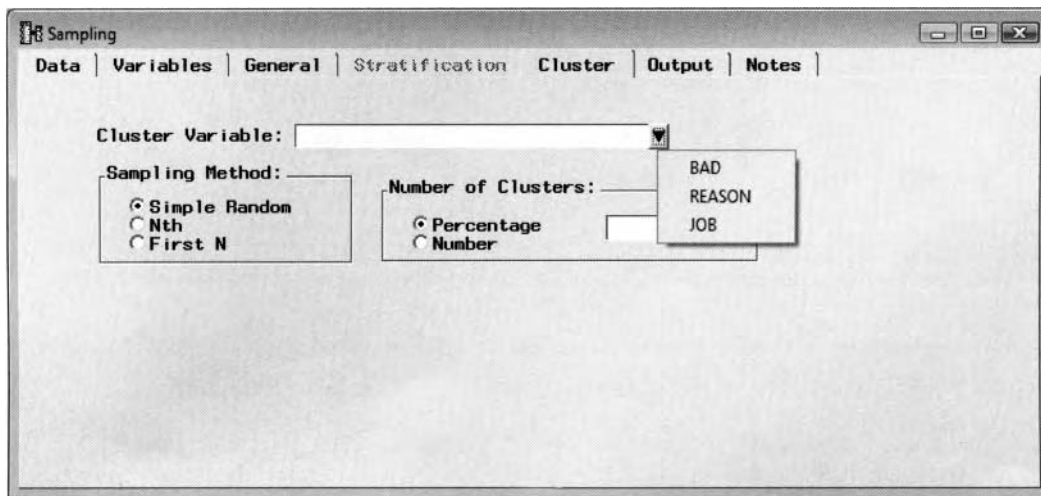 Sampling
Data Variables General Stratification Cluster Output Notes
Cluster Variable:
BAD
REASON
JOB
Sampling Method:
Simple Random
Nth
First N
Number of Clusters:
Percentage
Number